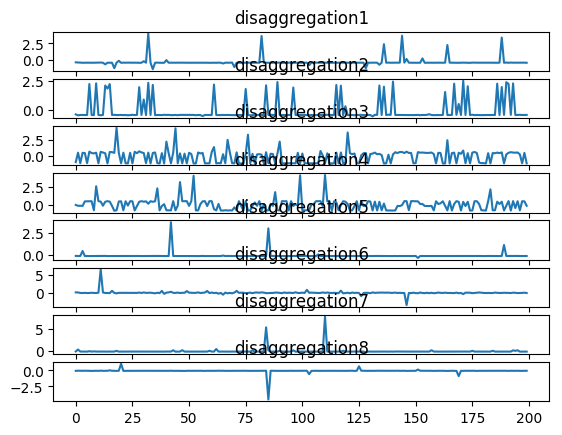 disaggregation1
2.5
0.0
disaggregation2
2.5
0.0
disaggregation3
2.5
0.0
disaggregation4
2.5
0.0
disaggregation5
2.5
0.0
disaggregation6
5
0
disaggregation7
5
0
disaggregation8
0.0
−2.5
0 25 50 75 100 125 150 175 200